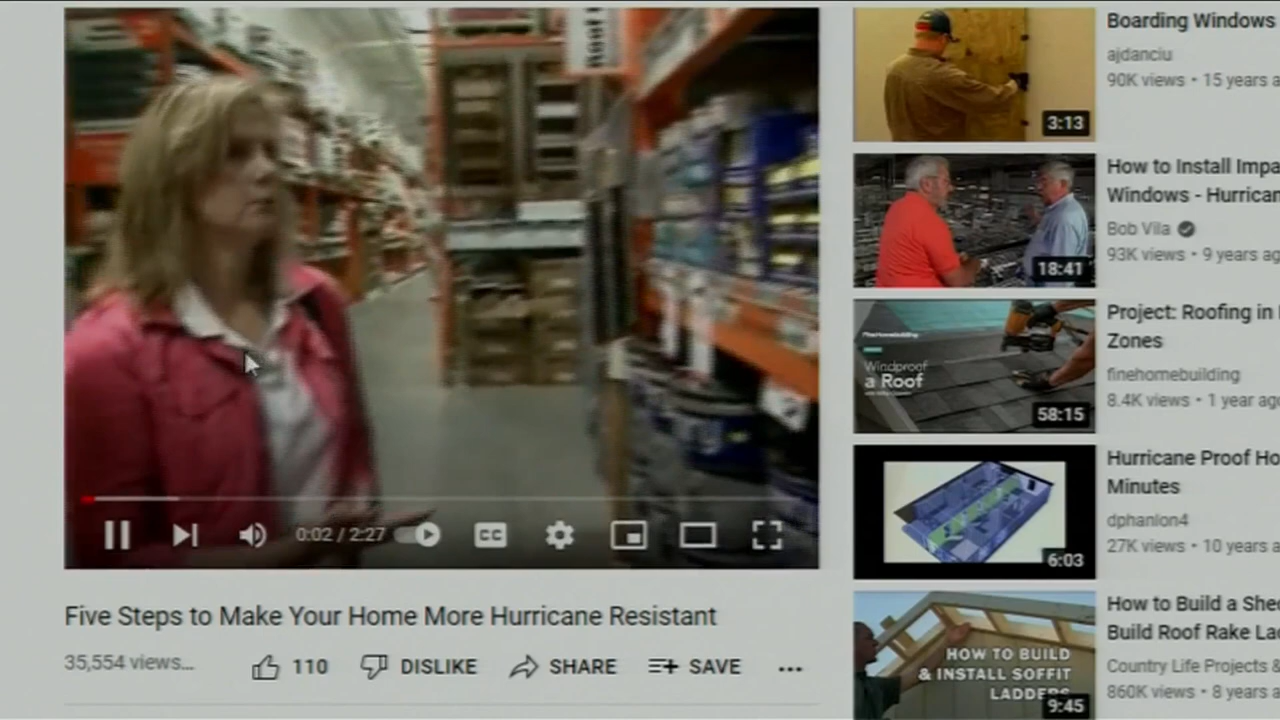 0:02 / 2:27
CC
Five Steps to Make Your Home More Hurricane Resistant
35,554 views...
110
DISLIKE
SHARE
SAVE
3:13
Boarding Windows
ajdanciu
90K views • 15 years a
18:41
How to Install Impa
Windows - Hurrican
Bob Vila
93K views • 9 years ag
FineHomebuilding
Windproof
a Roof
58:15
Project: Roofing in
Zones
finehomebuilding
8.4K views • 1 year ago
6:03
Hurricane Proof Ho
Minutes
dphanlon4
27K views • 10 years a
HOW TO BUILD
& INSTALL SOFFIT
LADDERS
9:45
How to Build a She
Build Roof Rake La
Country Life Projects &
860K views • 8 years a